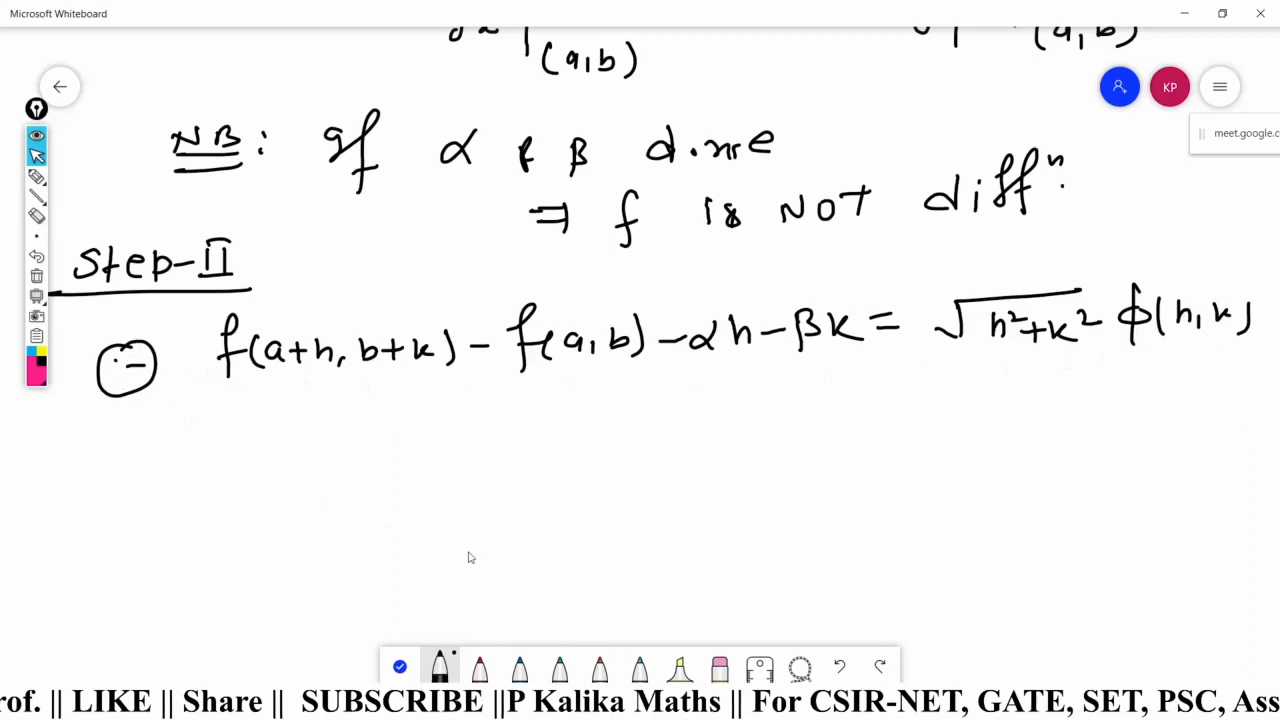 Microsoft Whiteboard
(a,b)
(a,b)
KP
meet.google.c
NB: If α & β d.n.e
⇒ f is NOT diffⁿ.
Step-II
:- f(a+h, b+k) - f(a,b) - αh - βk = √h²+k² ϕ(h,k)
rof. || LIKE || Share || SUBSCRIBE ||P Kalika Maths || For CSIR-NET, GATE, SET, PSC, Ass